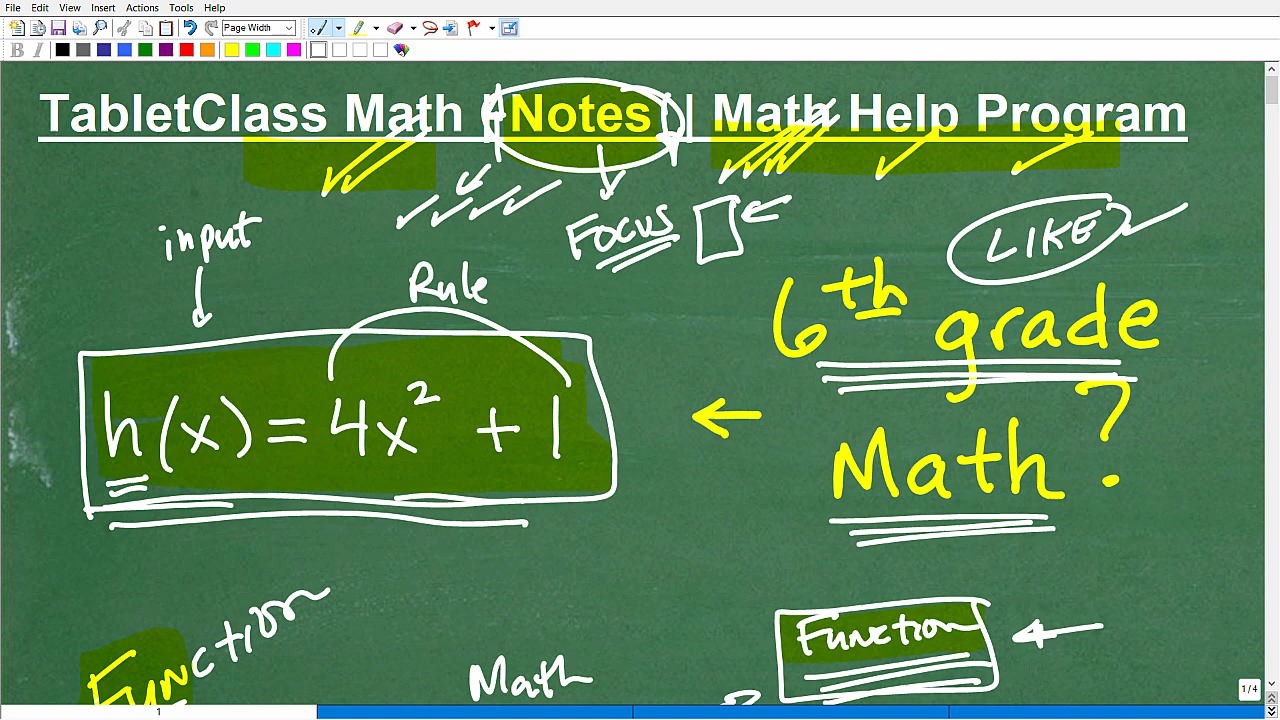 File Edit View Insert Actions Tools Help
Page Width
B I
TabletClass Math | Notes | Math Help Program
input
FOCUS
LIKE
Rule
6th grade
h(x) = 4x² + 1
Math?
Function
Function
Math
1/4
1